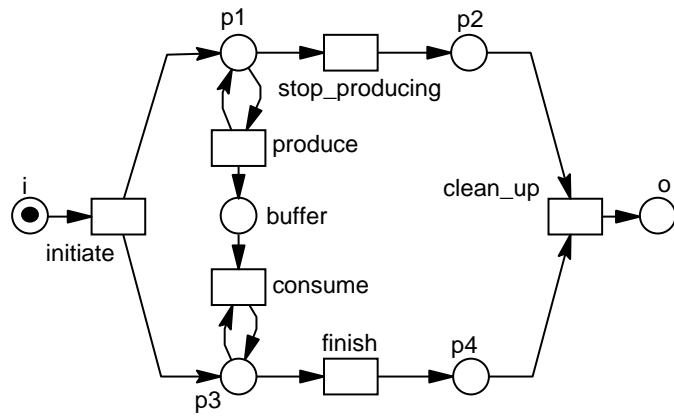 p1
p2
stop_producing
produce
i
clean_up
o
buffer
initiate
consume
finish
p4
p3